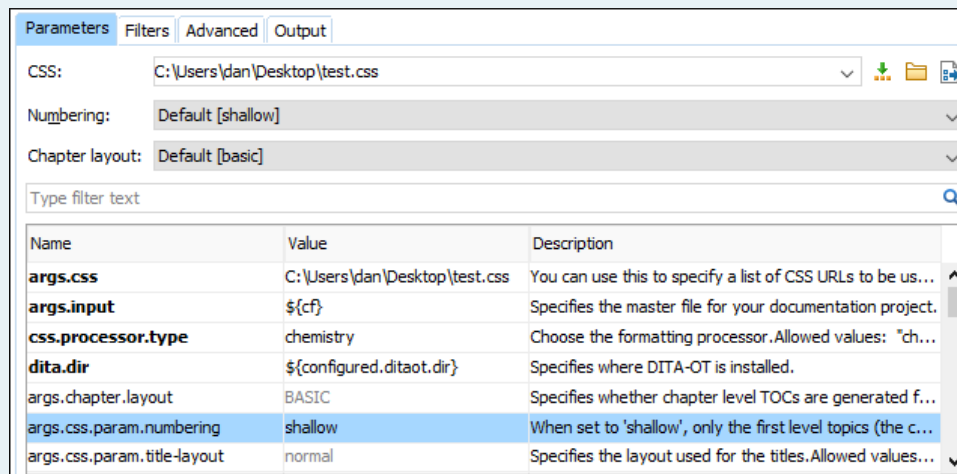 Parameters Filters Advanced Output
CSS: C:\Users\dan\Desktop\test.css
Numbering: Default [shallow]
Chapter layout: Default [basic]
Type filter text
Name Value Description
args.css C:\Users\dan\Desktop\test.css You can use this to specify a list of CSS URLs to be us...
args.input ${cf} Specifies the master file for your documentation project.
css.processor.type chemistry Choose the formatting processor.Allowed values: "ch...
dita.dir ${configured.ditaot.dir} Specifies where DITA-OT is installed.
args.chapter.layout BASIC Specifies whether chapter level TOCs are generated f...
args.css.param.numbering shallow When set to 'shallow', only the first level topics (the c...
args.css.param.title-layout normal Specifies the layout used for the titles.Allowed values...